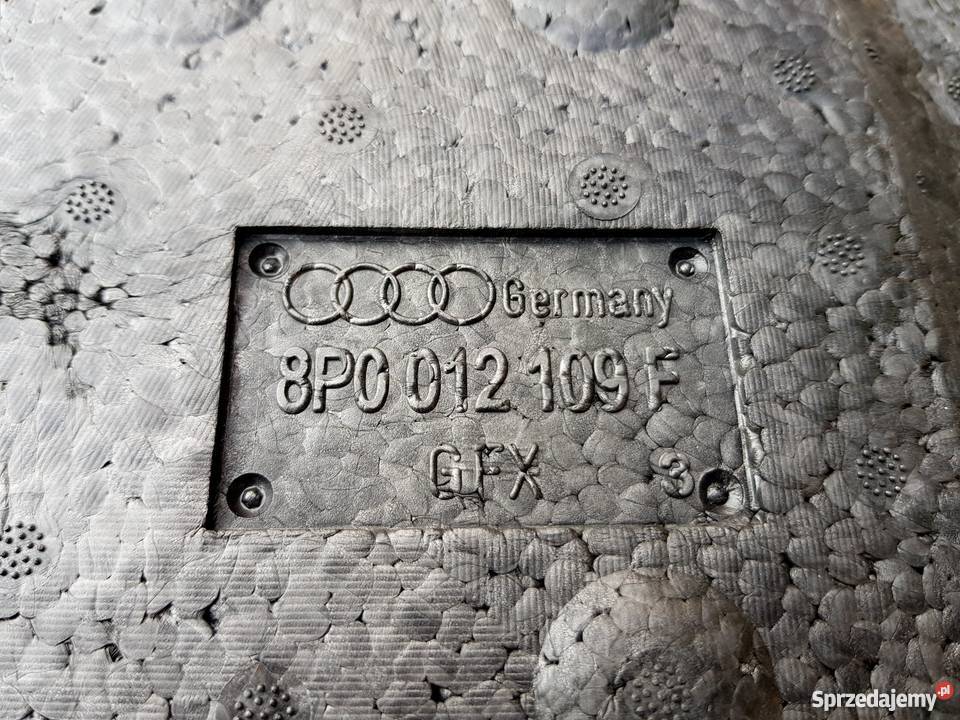 Germany
8P0 012 109 F
GFX 3
Sprzedajemy.pl